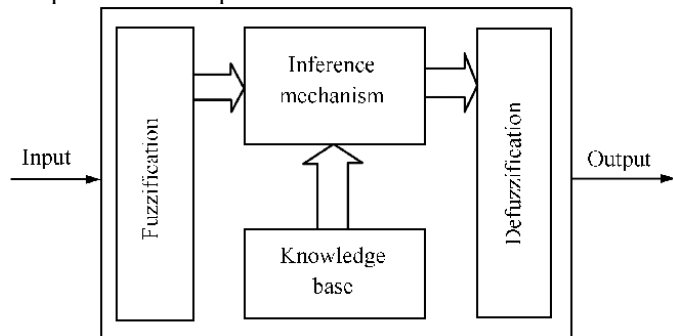 Inference
mechanism
Input
Fuzzification
Defuzzification
Output
Knowledge
base